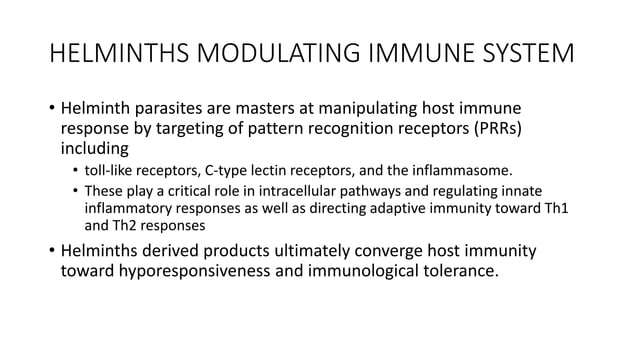 HELMINTHS MODULATING IMMUNE SYSTEM
• Helminth parasites are masters at manipulating host immune
response by targeting of pattern recognition receptors (PRRs)
including
• toll-like receptors, C-type lectin receptors, and the inflammasome.
• These play a critical role in intracellular pathways and regulating innate
inflammatory responses as well as directing adaptive immunity toward Th1
and Th2 responses
• Helminths derived products ultimately converge host immunity
toward hyporesponsiveness and immunological tolerance.